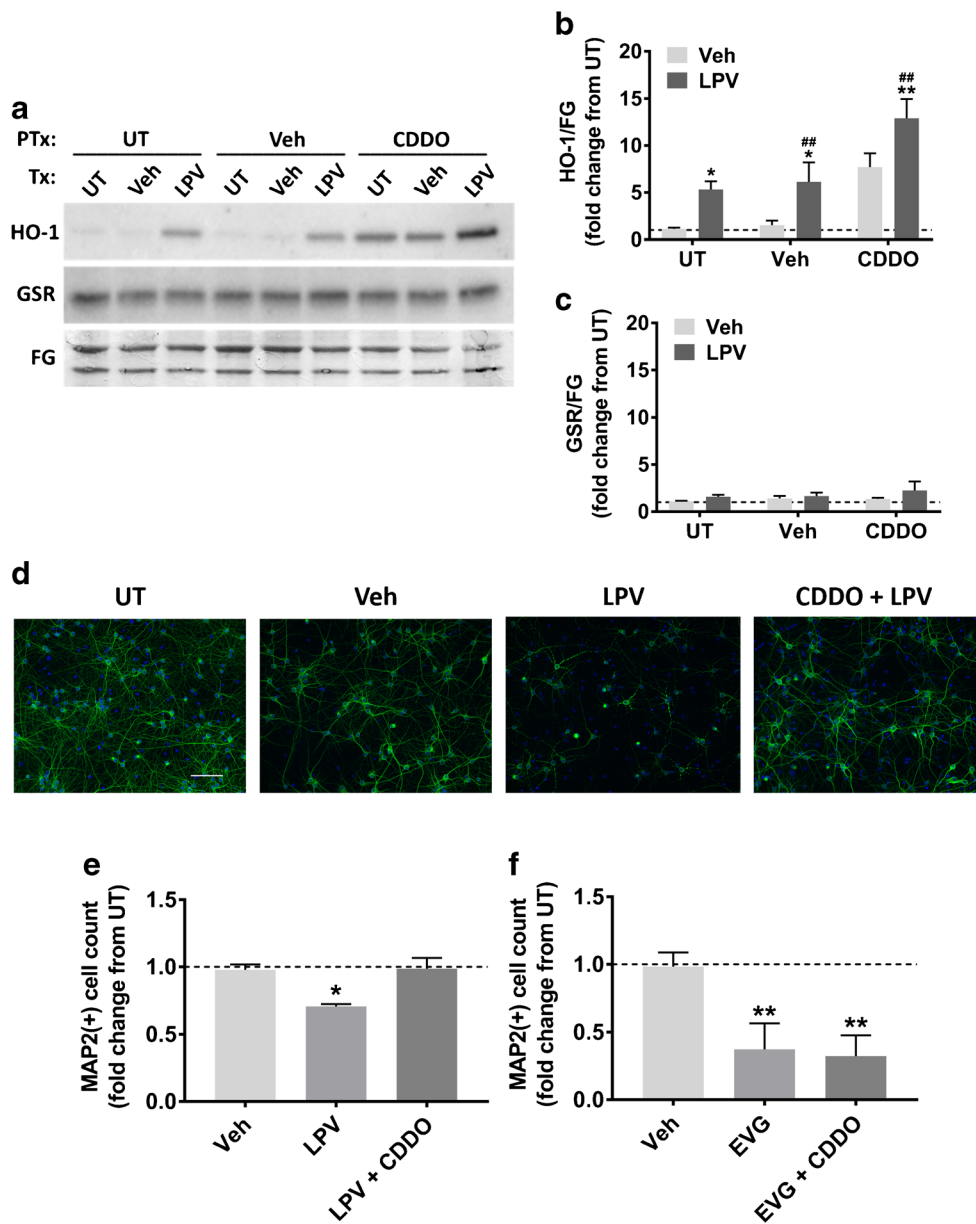 a
PTx: UT Veh CDDO
Tx: UT Veh LPV UT Veh LPV UT Veh LPV
HO-1
GSR
FG
b
HO-1/FG
(fold change from UT)
20
15
10
5
0
Veh
LPV
*
##
*
##
**
UT Veh CDDO
c
GSR/FG
(fold change from UT)
20
15
10
5
0
Veh
LPV
UT Veh CDDO
d
UT Veh LPV CDDO + LPV
e
MAP2(+) cell count
(fold change from UT)
1.5
1.0
0.5
0.0
*
Veh LPV LPV + CDDO
f
MAP2(+) cell count
(fold change from UT)
1.5
1.0
0.5
0.0
** **
Veh EVG EVG + CDDO